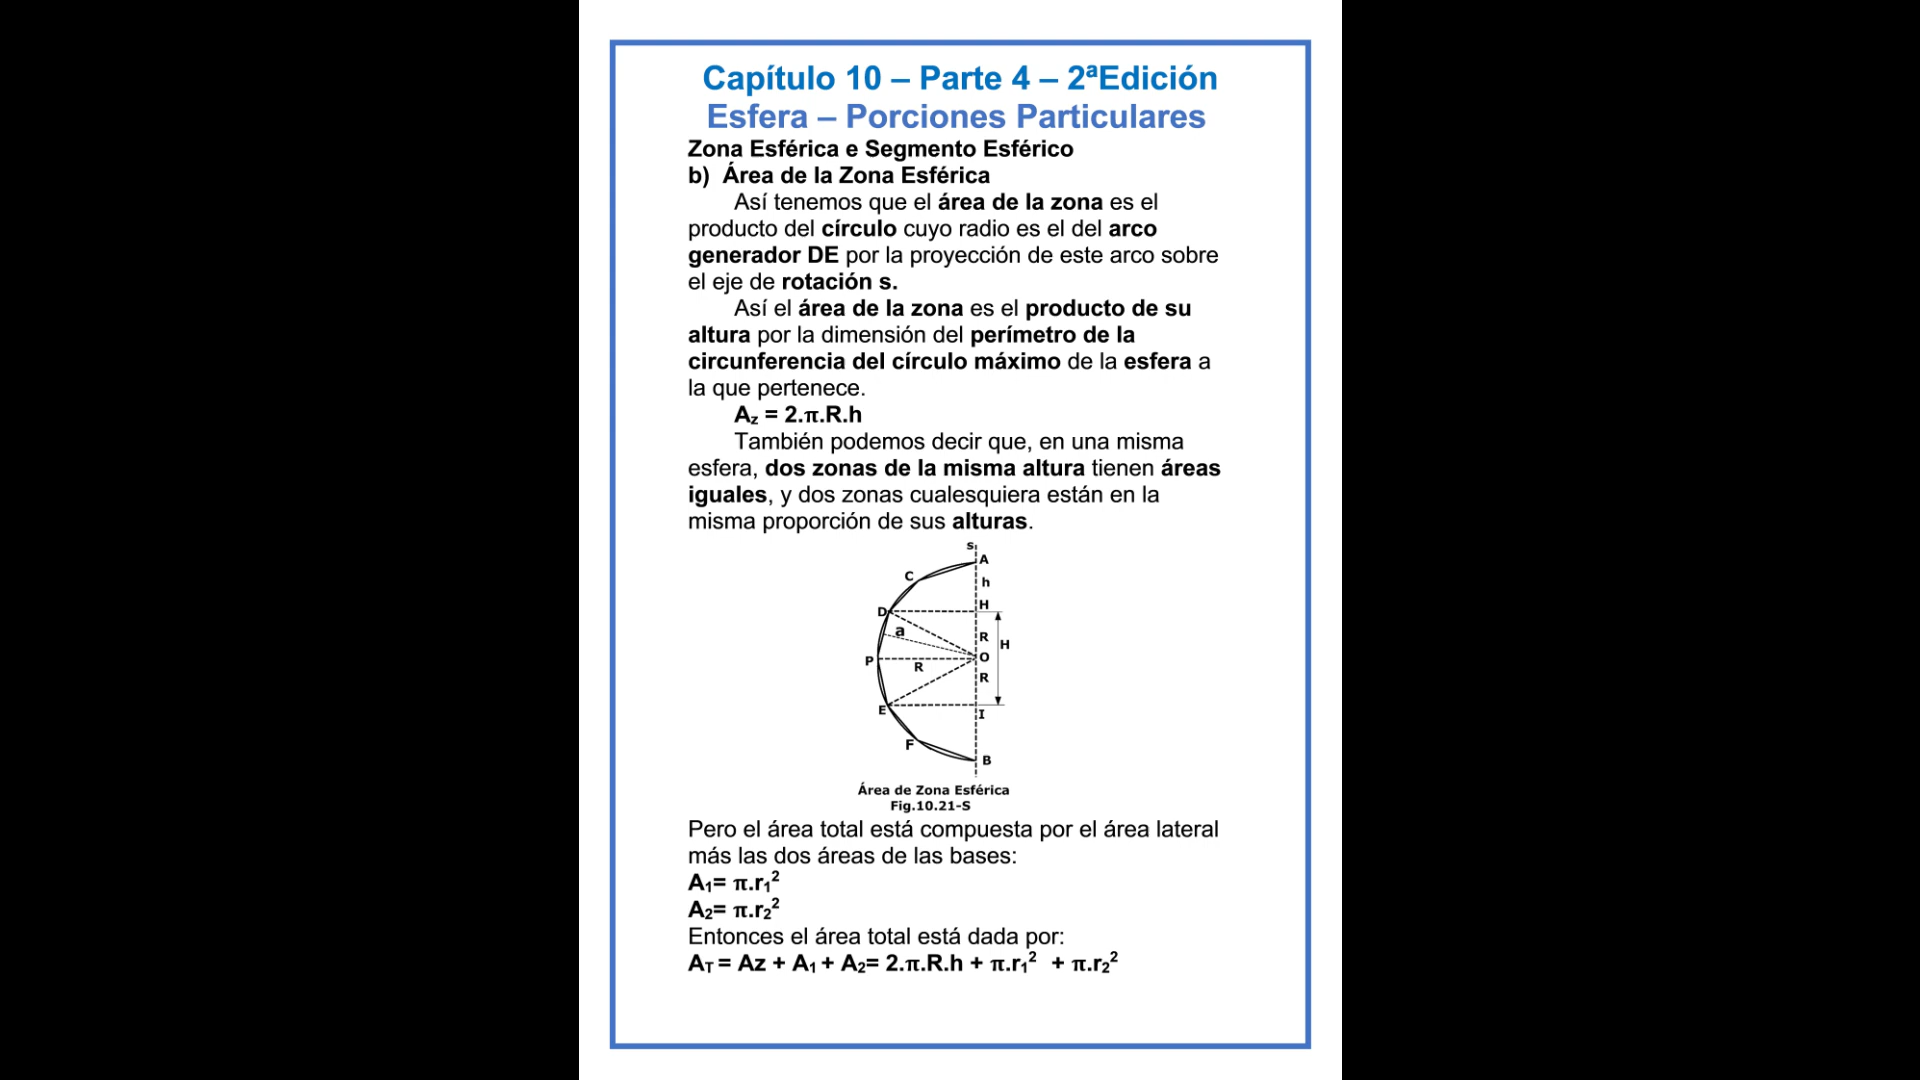 Capítulo 10 – Parte 4 – 2ªEdición
Esfera – Porciones Particulares
Zona Esférica e Segmento Esférico
b) Área de la Zona Esférica
Así tenemos que el área de la zona es el
producto del círculo cuyo radio es el del arco
generador DE por la proyección de este arco sobre
el eje de rotación s.
Así el área de la zona es el producto de su
altura por la dimensión del perímetro de la
circunferencia del círculo máximo de la esfera a
la que pertenece.
A₂ = 2.π.R.h
También podemos decir que, en una misma
esfera, dos zonas de la misma altura tienen áreas
iguales, y dos zonas cualesquiera están en la
misma proporción de sus alturas.
s
A
C
h
D
H
a
R
H
P
R
O
R
E
I
F
B
Área de Zona Esférica
Fig.10.21-S
Pero el área total está compuesta por el área lateral
más las dos áreas de las bases:
A₁= π.r₁²
A₂= π.r₂²
Entonces el área total está dada por:
A_T = Az + A₁ + A₂= 2.π.R.h + π.r₁² + π.r₂²